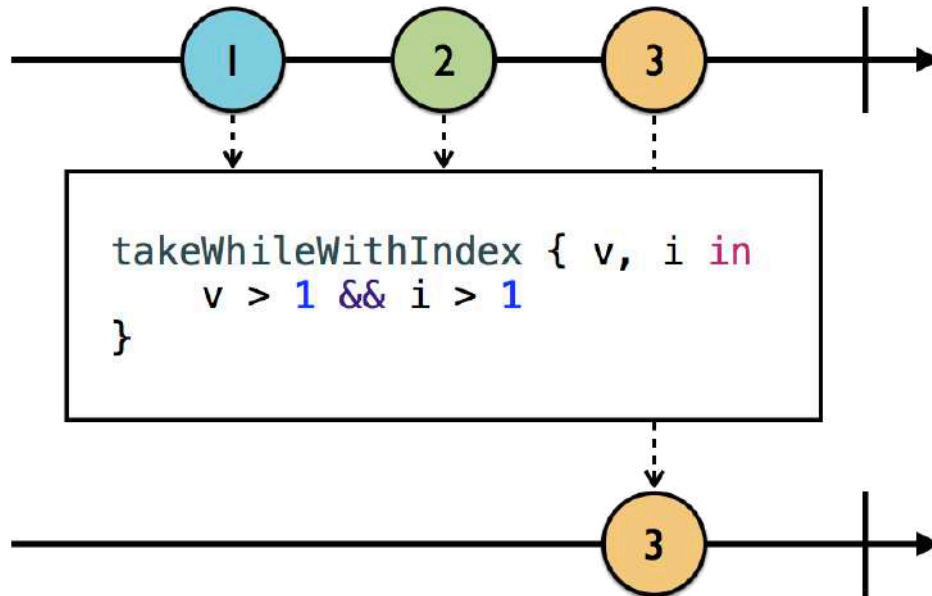 1 2 3
takeWhileWithIndex { v, i in
    v > 1 && i > 1
}
3